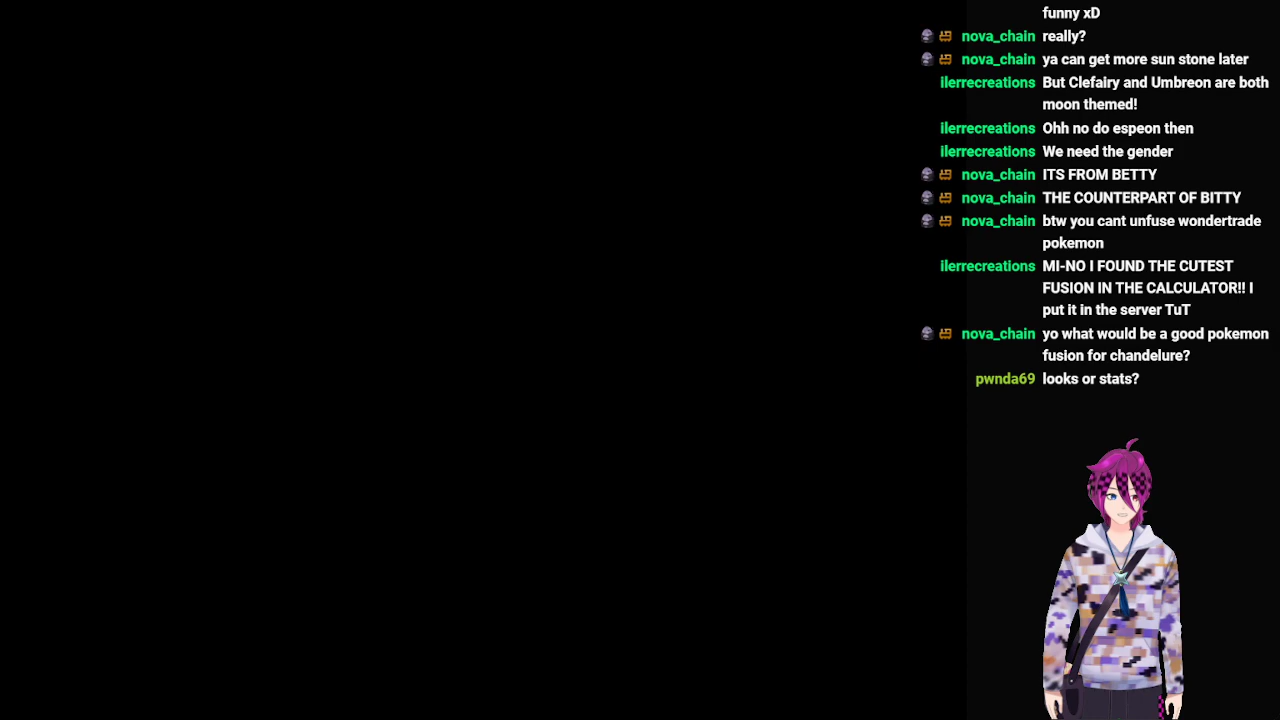 funny xD
nova_chain really?
nova_chain ya can get more sun stone later
ilerrecreations But Clefairy and Umbreon are both
moon themed!
ilerrecreations Ohh no do espeon then
ilerrecreations We need the gender
nova_chain ITS FROM BETTY
nova_chain THE COUNTERPART OF BITTY
nova_chain btw you cant unfuse wondertrade
pokemon
ilerrecreations MI-NO I FOUND THE CUTEST
FUSION IN THE CALCULATOR!! I
put it in the server TuT
nova_chain yo what would be a good pokemon
fusion for chandelure?
pwnda69 looks or stats?